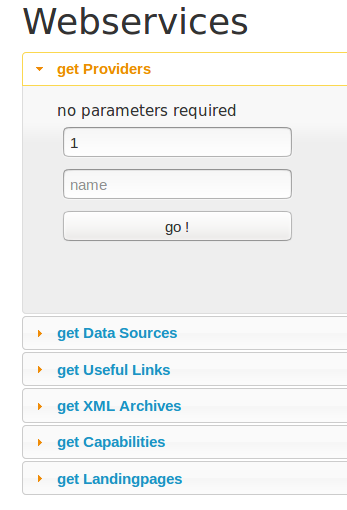 Webservices
get Providers
no parameters required
1
name
go !
get Data Sources
get Useful Links
get XML Archives
get Capabilities
get Landingpages